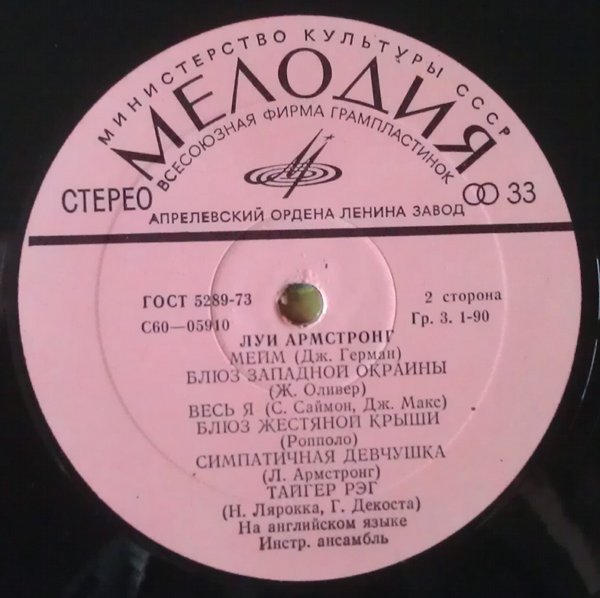 МИНИСТЕРСТВО КУЛЬТУРЫ СССР
МЕЛОДИЯ
ВСЕСОЮЗНАЯ ФИРМА ГРАМПЛАСТИНОК
СТЕРЕО
33
АПРЕЛЕВСКИЙ ОРДЕНА ЛЕНИНА ЗАВОД
ГОСТ 5289-73
2 сторона
С60—05910
Гр. 3. 1-90
ЛУИ АРМСТРОНГ
МЕЙМ (Дж. Герман)
БЛЮЗ ЗАПАДНОЙ ОКРАИНЫ
(Ж. Оливер)
ВЕСЬ Я (С. Саймон, Дж. Макс)
БЛЮЗ ЖЕСТЯНОЙ КРЫШИ
(Ропполо)
СИМПАТИЧНАЯ ДЕВЧУШКА
(Л. Армстронг)
ТАЙГЕР РЭГ
(Н. Лярокка, Г. Декоста)
На английском языке
Инстр. ансамбль